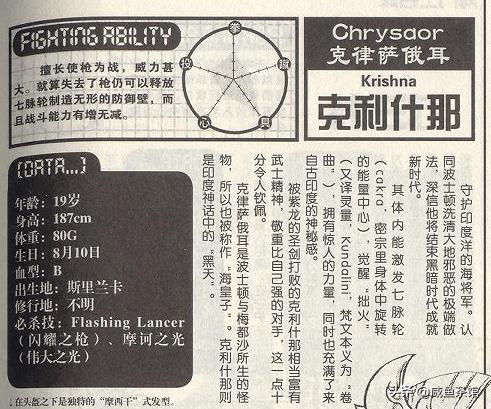 FIGHTING ABILITY
擅长使枪为战，威力甚
大。就算失去了枪仍可以释放
七脉轮制造无形的防御壁，而
且战斗能力有增无减。
拳
蹴
具
心
投
Chrysaor
克律萨俄耳
Krishna
克利什那
守护印度洋的海将军。认
同波士顿洗清大地邪恶的极端做
法，深信他将结束黑暗时代成就
新时代。
其体内能激发七脉轮
（cakra，密宗里身体中旋转
的能量中心），觉醒“拙火”
（又译灵量，Kundalini，梵文本义为“卷
曲”），拥有惊人的力量，同时也充满了来
自古印度的神秘感。
被紫龙的圣剑打败的克利什那相当富有
武士精神，敬重比自己强的对手，这一点十
分令人钦佩。
克律萨俄耳是波士顿与梅都沙所生的怪
物，所以也被称作“海皇子”。克利什那则
是印度神话中的“黑天”。
[DATA...]
年龄：19岁
身高：187cm
体重：80G
生日：8月10日
血型：B
出生地：斯里兰卡
修行地：不明
必杀技：Flashing Lancer
（闪耀之枪）、摩诃之光
（伟大之光）
↓在头盔之下是独特的“摩西干”式发型。
头条@咸鱼茶馆